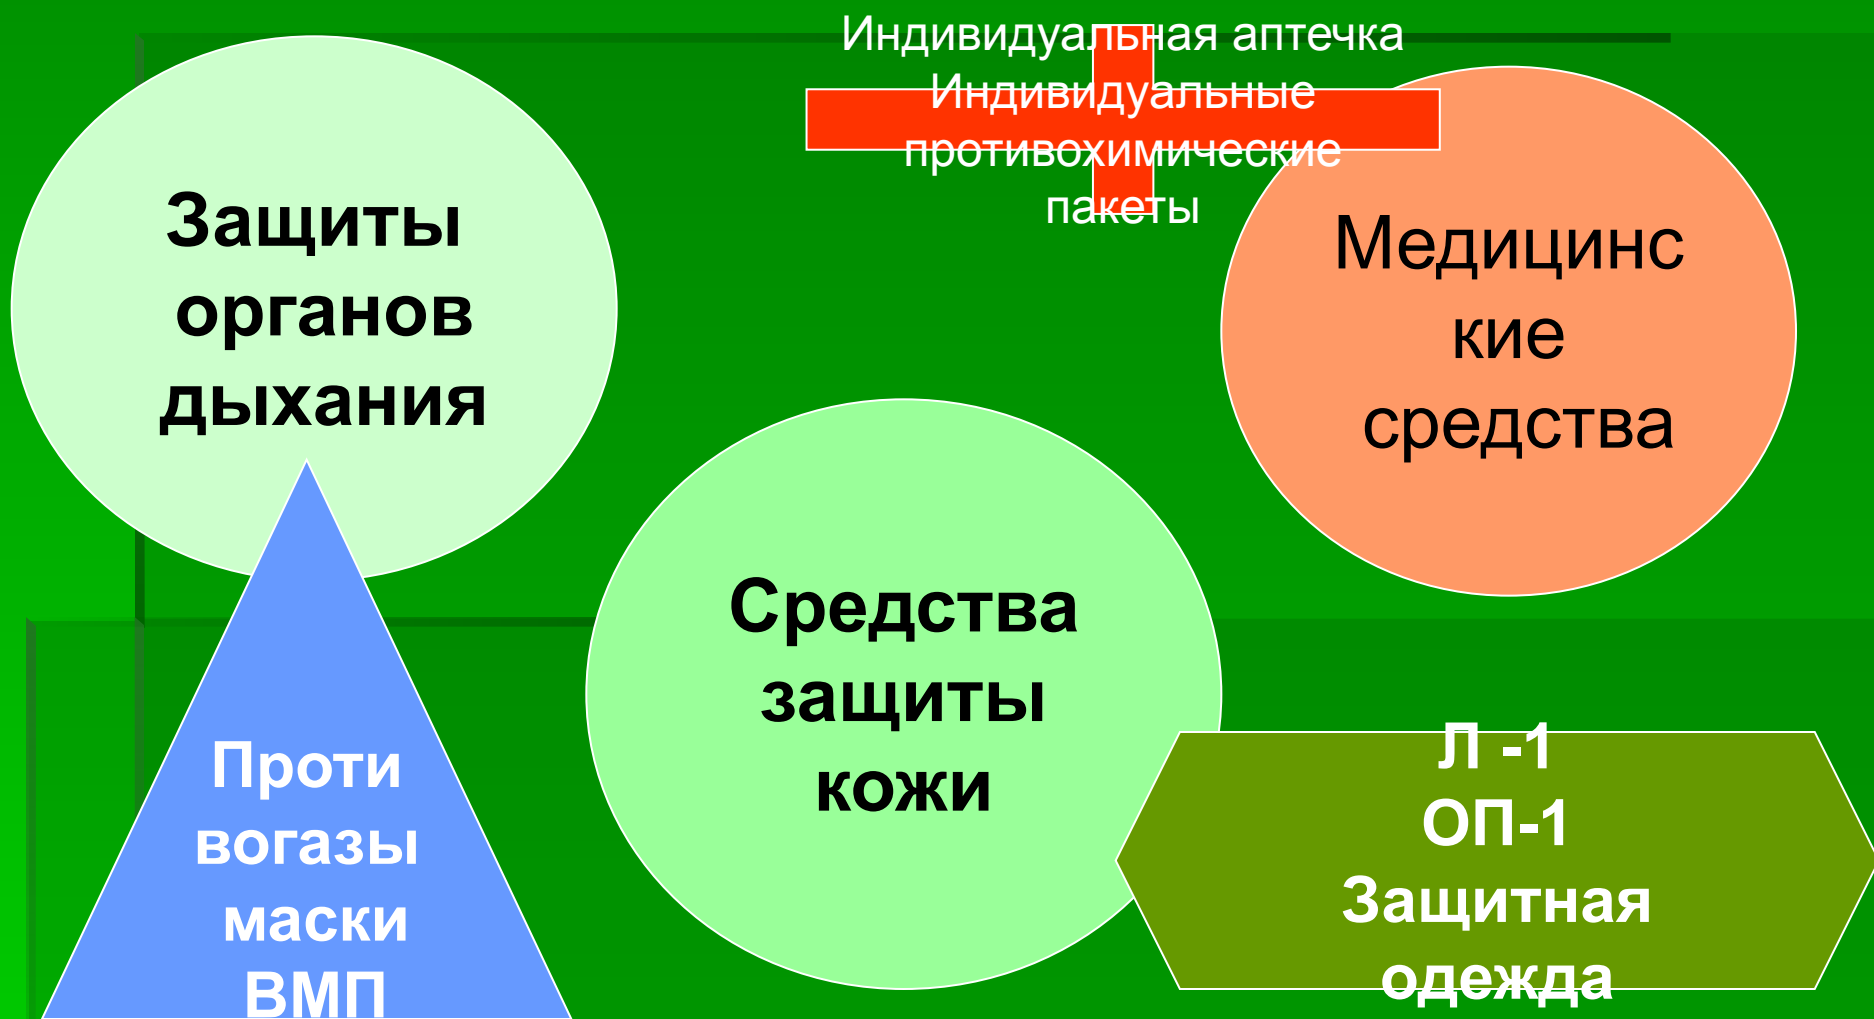 Индивидуальная аптечка
Индивидуальные
противохимические
пакеты
Защиты
органов
дыхания
Медицинс
кие
средства
Средства
защиты
кожи
Проти
вогазы
маски
ВМП
Л -1
ОП-1
Защитная
одежда